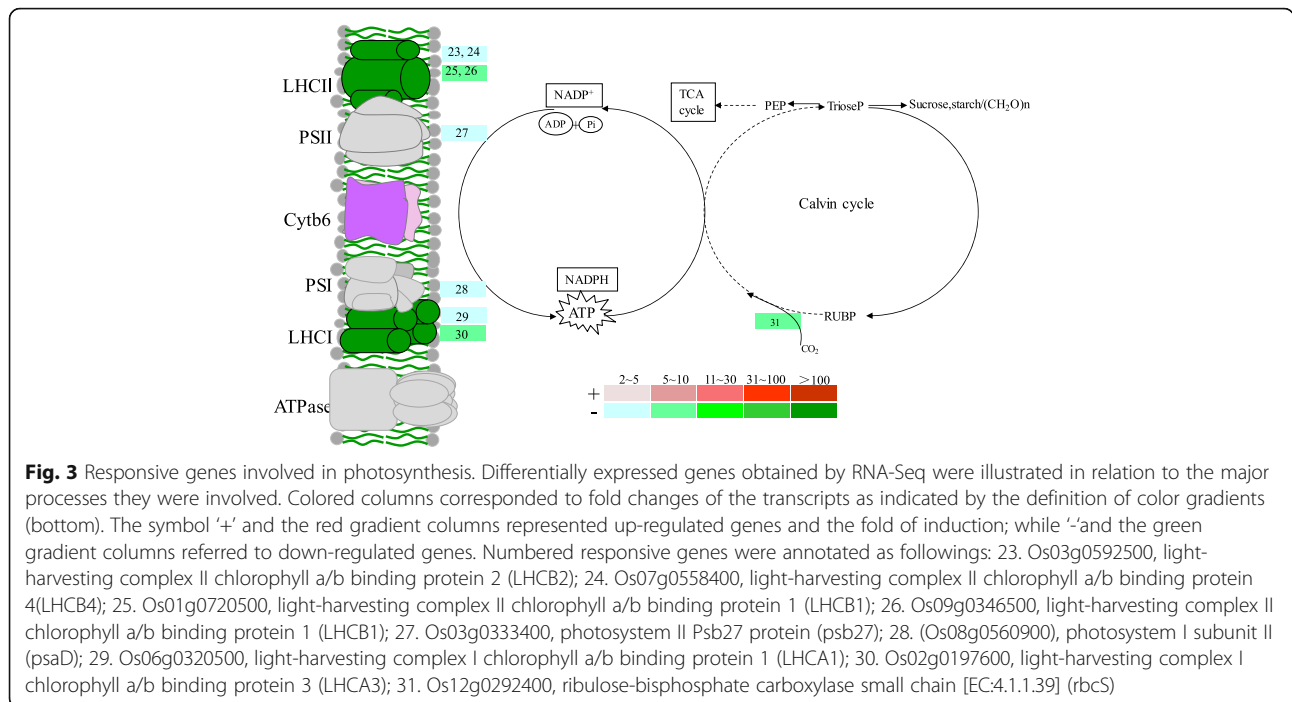 23, 24
LHCII
25, 26
PSII
27
Cytb6
PSI
28
29
LHCI
30
ATPase
NADP+
ADP + Pi
NADPH
ATP
TCA
cycle
PEP
TrioseP
Sucrose,starch/(CH2O)n
Calvin cycle
31
RUBP
CO2
2~5 5~10 11~30 31~100 >100
+
-
Fig. 3 Responsive genes involved in photosynthesis. Differentially expressed genes obtained by RNA-Seq were illustrated in relation to the major
processes they were involved. Colored columns corresponded to fold changes of the transcripts as indicated by the definition of color gradients
(bottom). The symbol ‘+’ and the red gradient columns represented up-regulated genes and the fold of induction; while ‘-’and the green
gradient columns referred to down-regulated genes. Numbered responsive genes were annotated as followings: 23. Os03g0592500, light-
harvesting complex II chlorophyll a/b binding protein 2 (LHCB2); 24. Os07g0558400, light-harvesting complex II chlorophyll a/b binding protein
4(LHCB4); 25. Os01g0720500, light-harvesting complex II chlorophyll a/b binding protein 1 (LHCB1); 26. Os09g0346500, light-harvesting complex II
chlorophyll a/b binding protein 1 (LHCB1); 27. Os03g0333400, photosystem II Psb27 protein (psb27); 28. (Os08g0560900), photosystem I subunit II
(psaD); 29. Os06g0320500, light-harvesting complex I chlorophyll a/b binding protein 1 (LHCA1); 30. Os02g0197600, light-harvesting complex I
chlorophyll a/b binding protein 3 (LHCA3); 31. Os12g0292400, ribulose-bisphosphate carboxylase small chain [EC:4.1.1.39] (rbcS)